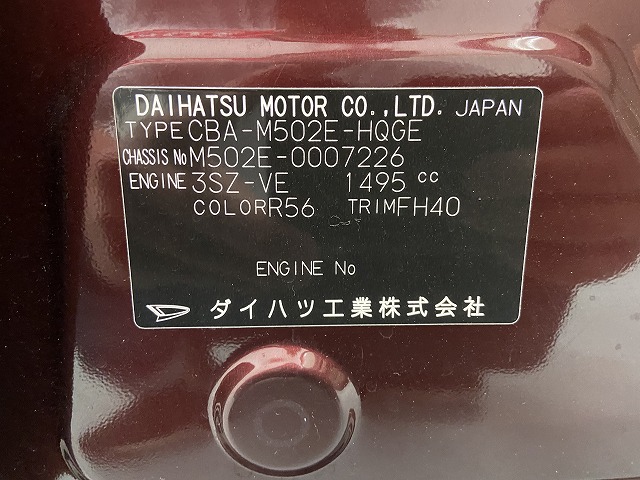 DAIHATSU MOTOR CO.,LTD. JAPAN
TYPE CBA-M502E-HQGE
CHASSIS No M502E-0007226
ENGINE 3SZ-VE 1495 cc
COLOR R56 TRIM FH40
ENGINE No
ダイハツ工業株式会社